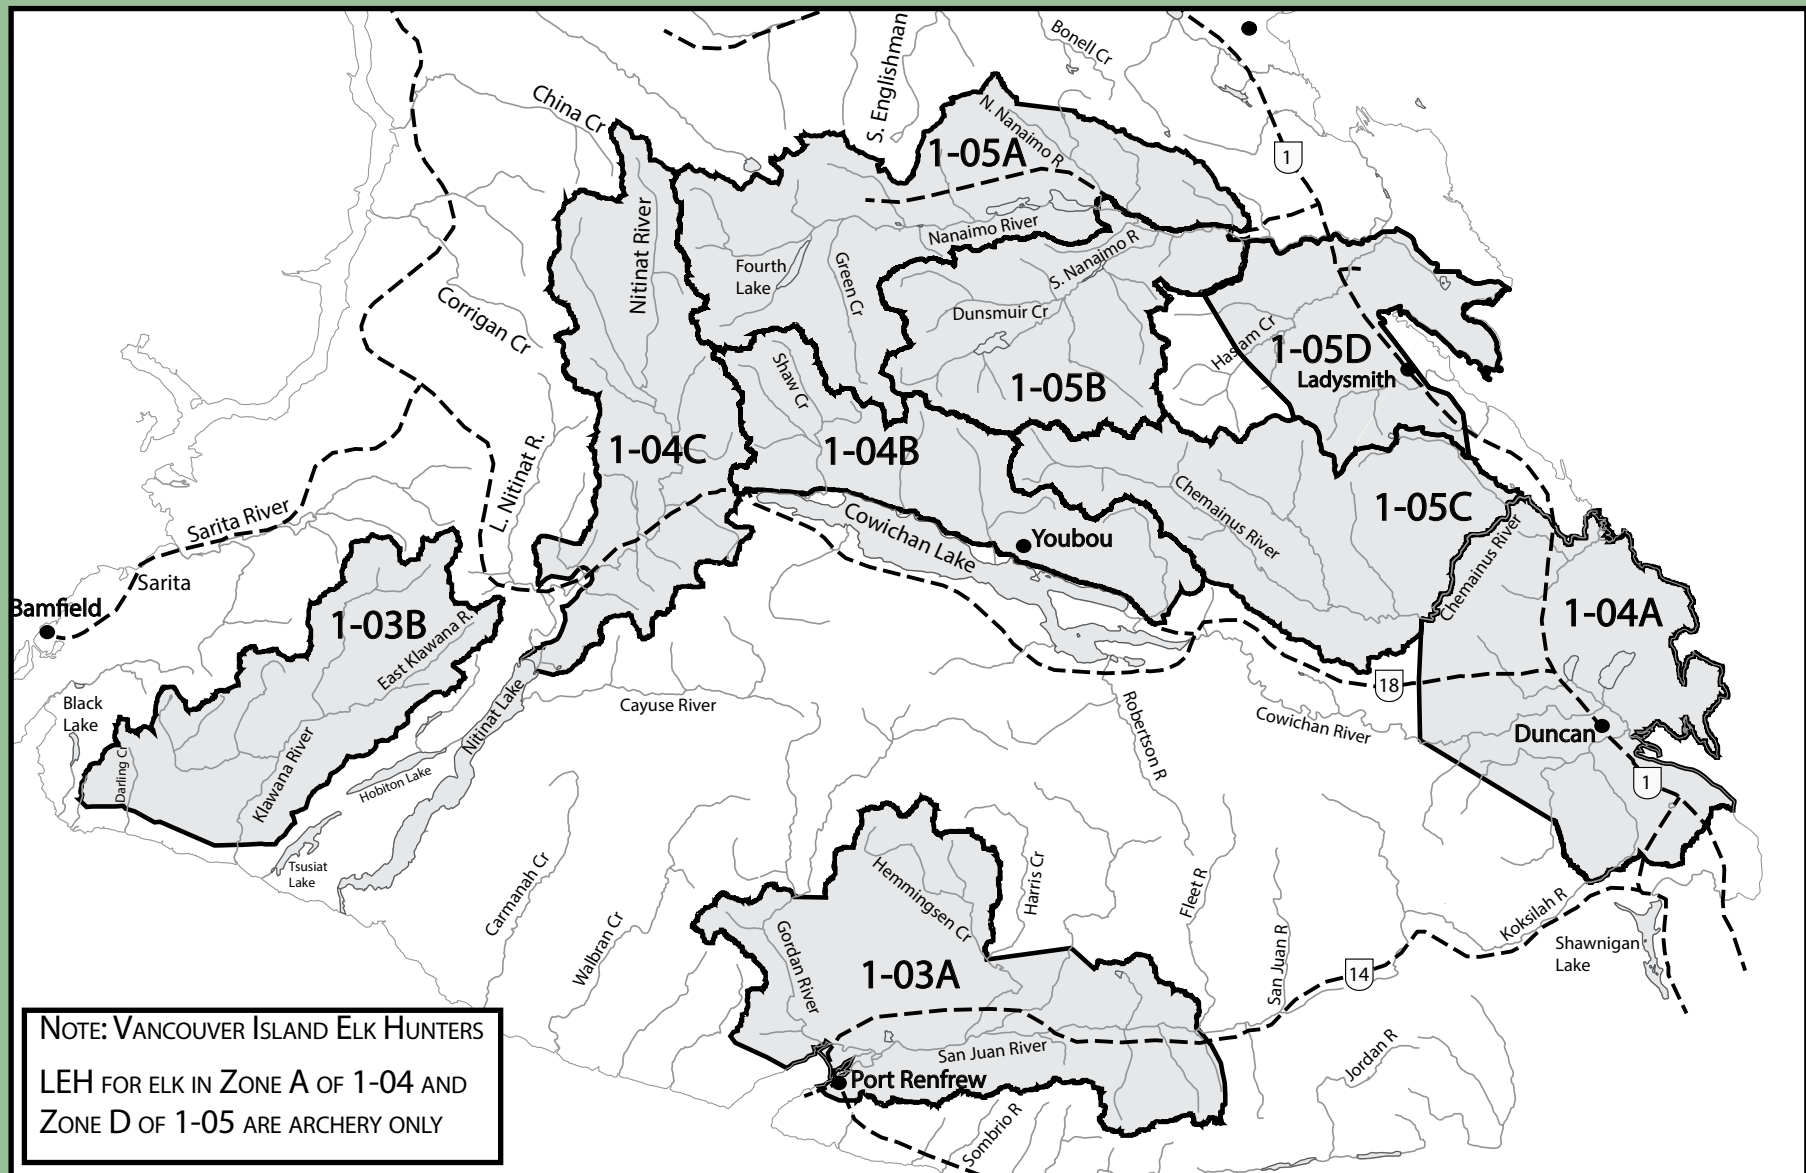 Bonell Cr
S. Englishman
China Cr
N. Nanaimo R
1-05A
1
Nitinat River
Nanaimo River
S. Nanaimo R
Fourth
Lake
Green Cr
Corrigan Cr
Dunsmuir Cr
Haslam Cr
1-05D
Ladysmith
Shaw Cr
1-05B
L. Nitinat R.
1-04C
1-04B
Chemainus River
1-05C
Sarita River
Cowichan Lake
Youbou
Chemainus River
Sarita
Bamfield
1-03B
East Klawana R.
1-04A
Black
Lake
Nitinat Lake
Cayuse River
Robertson R
18
Cowichan River
Duncan
Darling Cr
Klawana River
Hobiton Lake
1
Tsusiat
Lake
Carmanah Cr
Walbran Cr
Hemmingsen Cr
Harris Cr
Fleet R
Koksilah R
Gordan River
1-03A
San Juan R
14
Shawnigan
Lake
San Juan River
Jordan R
Port Renfrew
Sombrio R
NOTE: VANCOUVER ISLAND ELK HUNTERS
LEH FOR ELK IN ZONE A OF 1-04 AND
ZONE D OF 1-05 ARE ARCHERY ONLY